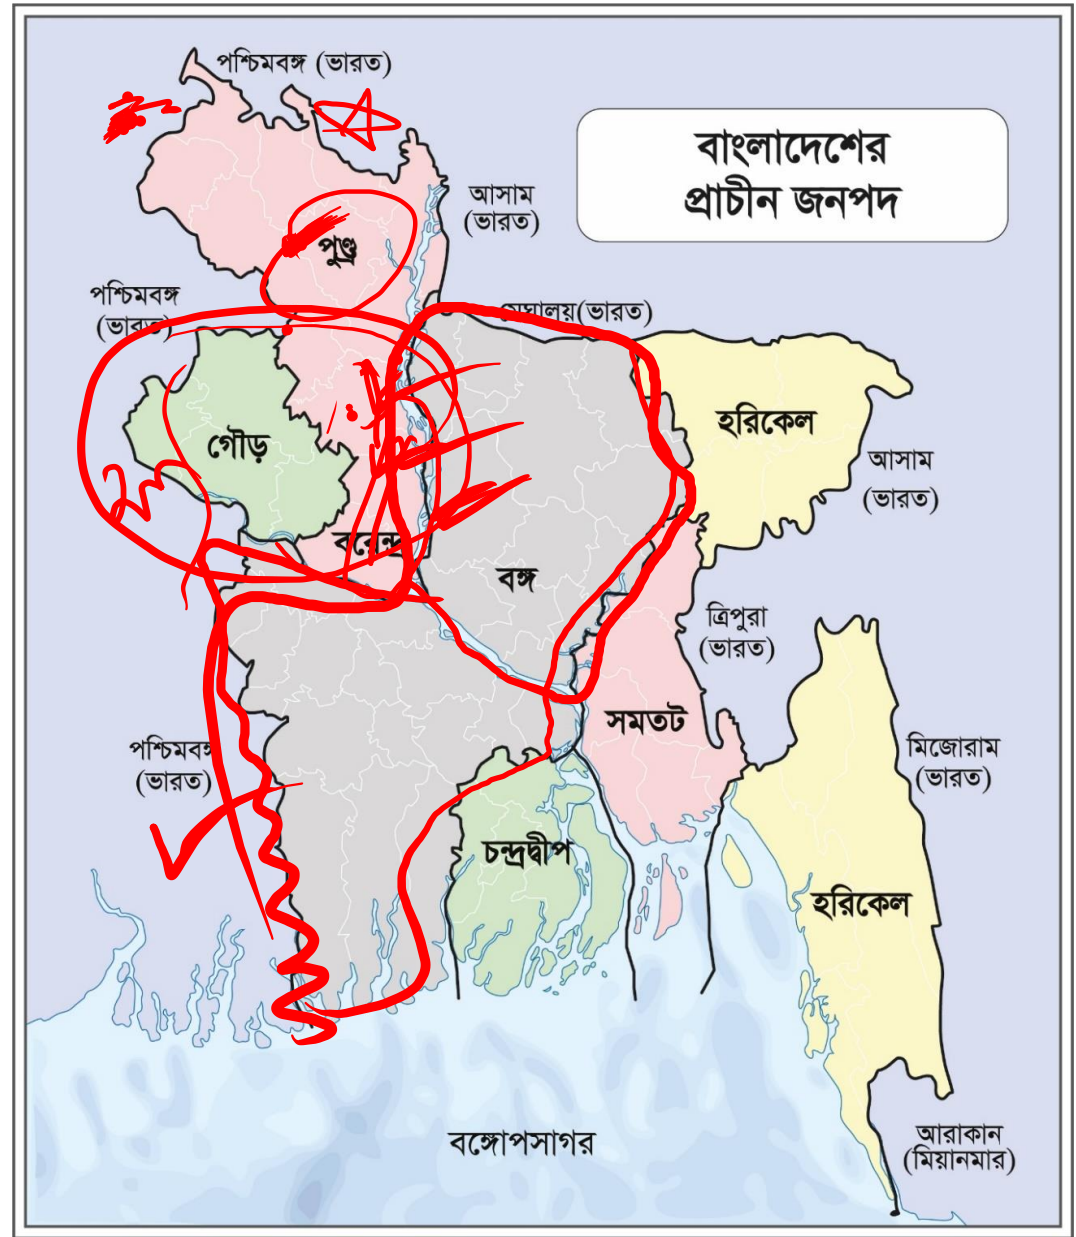 পশ্চিমবঙ্গ (ভারত)
বাংলাদেশের
প্রাচীন জনপদ
আসাম
(ভারত)
পুণ্ড্র
পশ্চিমবঙ্গ
(ভারত)
মেঘালয়(ভারত)
হরিকেল
গৌড়
আসাম
(ভারত)
বরেন্দ্র
বঙ্গ
ত্রিপুরা
(ভারত)
সমতট
পশ্চিমবঙ্গ
(ভারত)
মিজোরাম
(ভারত)
চন্দ্রদ্বীপ
হরিকেল
বঙ্গোপসাগর
আরাকান
(মিয়ানমার)